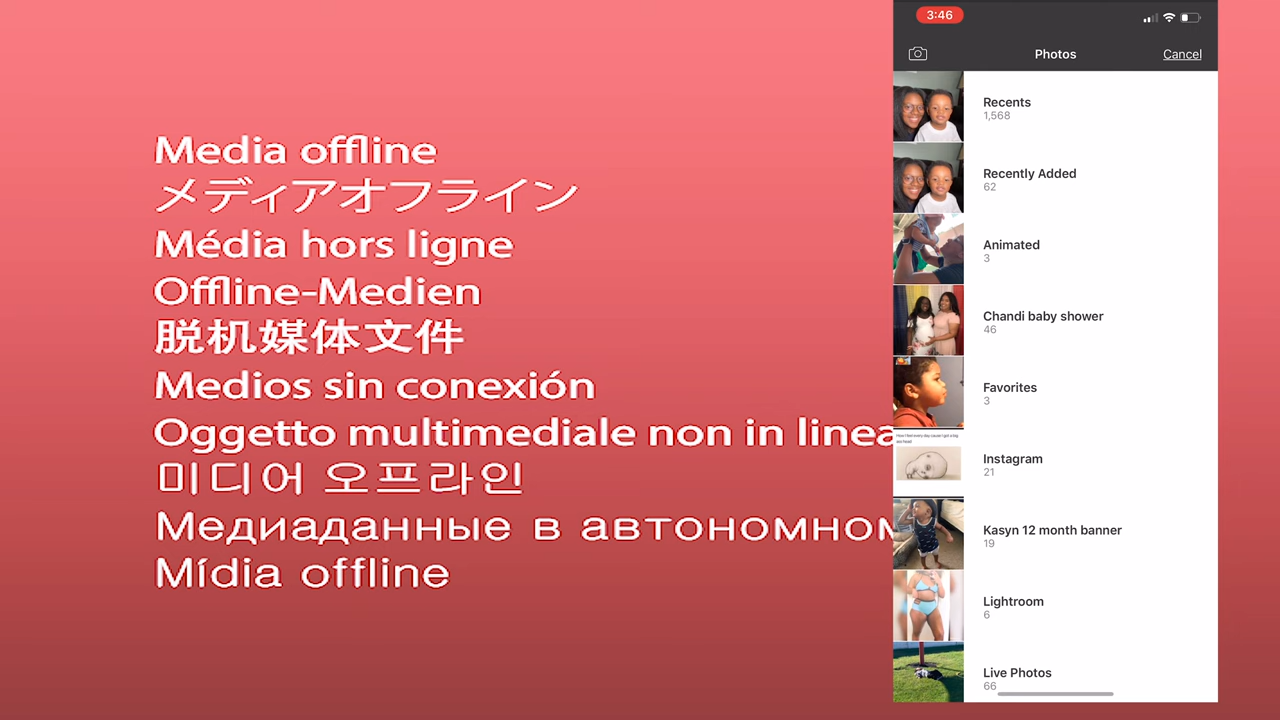 Media offline
メディアオフライン
Média hors ligne
Offline-Medien
脱机媒体文件
Medios sin conexión
Oggetto multimediale non in linea
미디어 오프라인
Медиаданные в автономном
Mídia offline
3:46
Photos
Cancel
Recents
1,568
Recently Added
62
Animated
3
Chandi baby shower
46
Favorites
3
Instagram
21
Kasyn 12 month banner
19
Lightroom
6
Live Photos
66